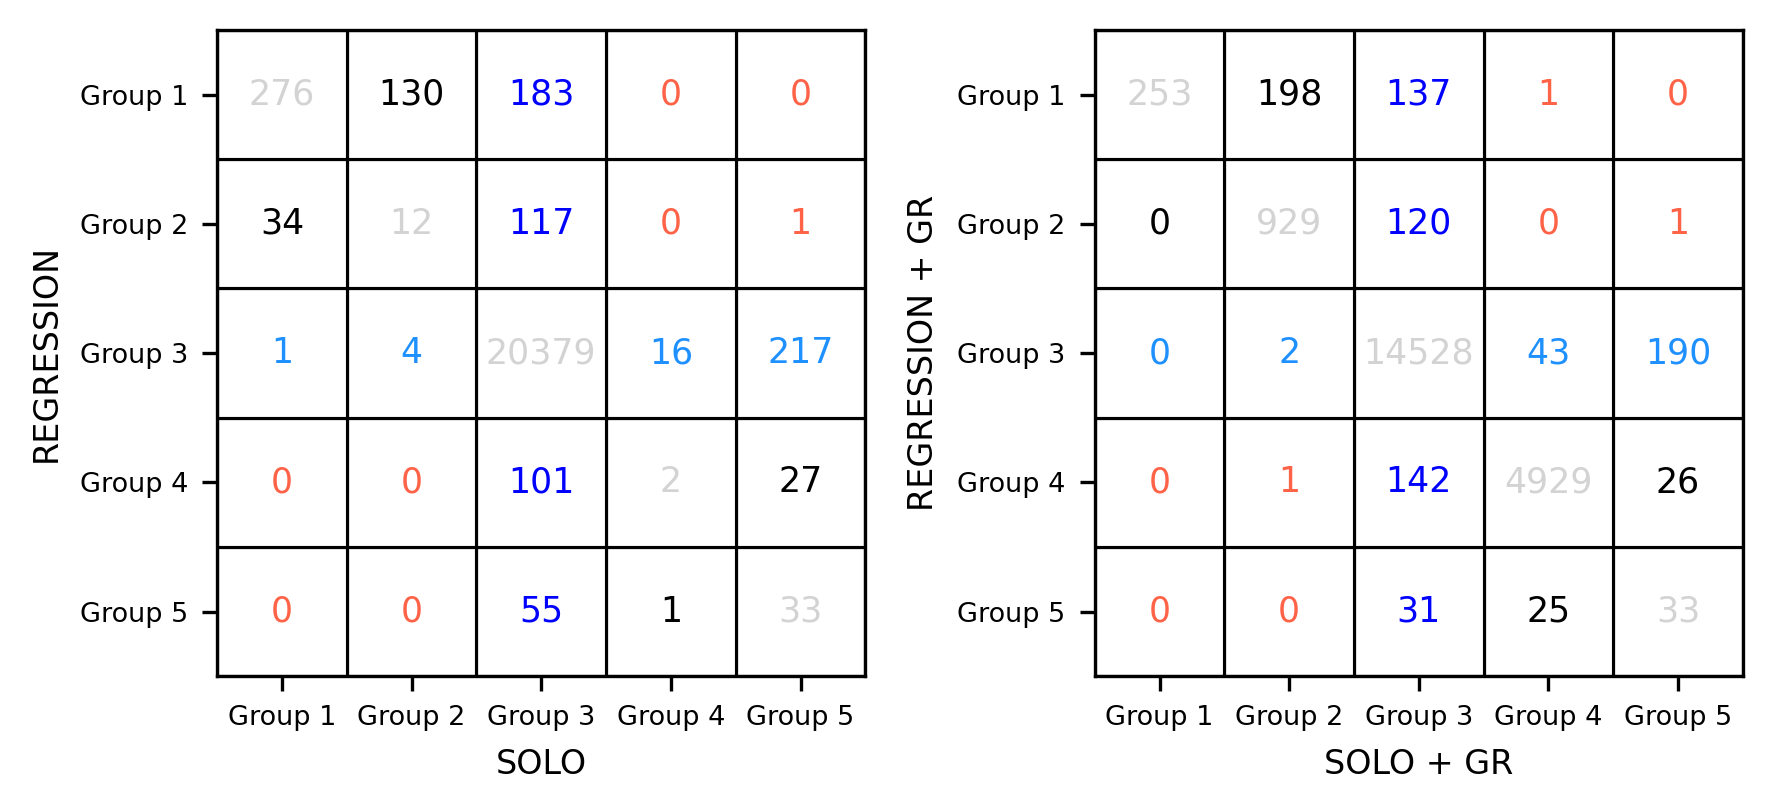 REGRESSION
Group 1 276 130 183 0 0
Group 2 34 12 117 0 1
Group 3 1 4 20379 16 217
Group 4 0 0 101 2 27
Group 5 0 0 55 1 33
Group 1 Group 2 Group 3 Group 4 Group 5
SOLO
REGRESSION + GR
Group 1 253 198 137 1 0
Group 2 0 929 120 0 1
Group 3 0 2 14528 43 190
Group 4 0 1 142 4929 26
Group 5 0 0 31 25 33
Group 1 Group 2 Group 3 Group 4 Group 5
SOLO + GR